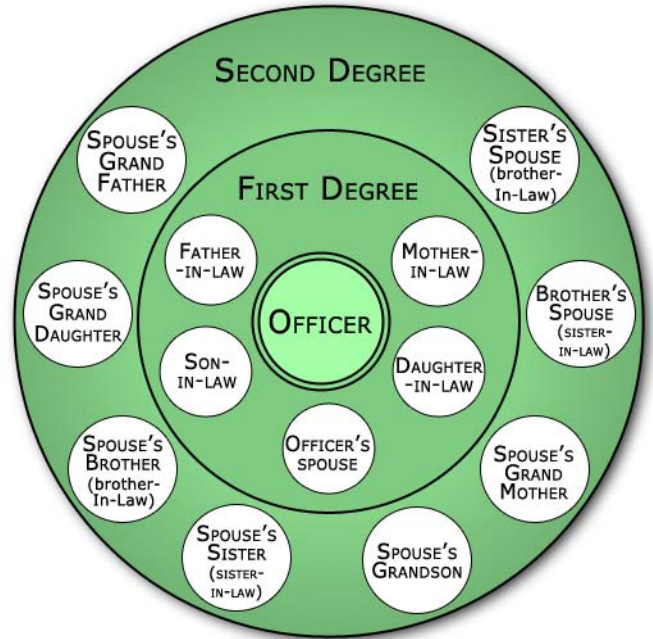 SECOND DEGREE
SPOUSE'S
GRAND
FATHER
SISTER'S
SPOUSE
(brother-
In-Law)
FIRST DEGREE
FATHER
-IN-LAW
MOTHER-
IN-LAW
OFFICER
SPOUSE'S
GRAND
DAUGHTER
BROTHER'S
SPOUSE
(SISTER-
IN-LAW)
SON-
IN-LAW
DAUGHTER
-IN-LAW
OFFICER'S
SPOUSE
SPOUSE'S
BROTHER
(brother-
In-Law)
SPOUSE'S
GRAND
MOTHER
SPOUSE'S
SISTER
(SISTER-
IN-LAW)
SPOUSE'S
GRANDSON